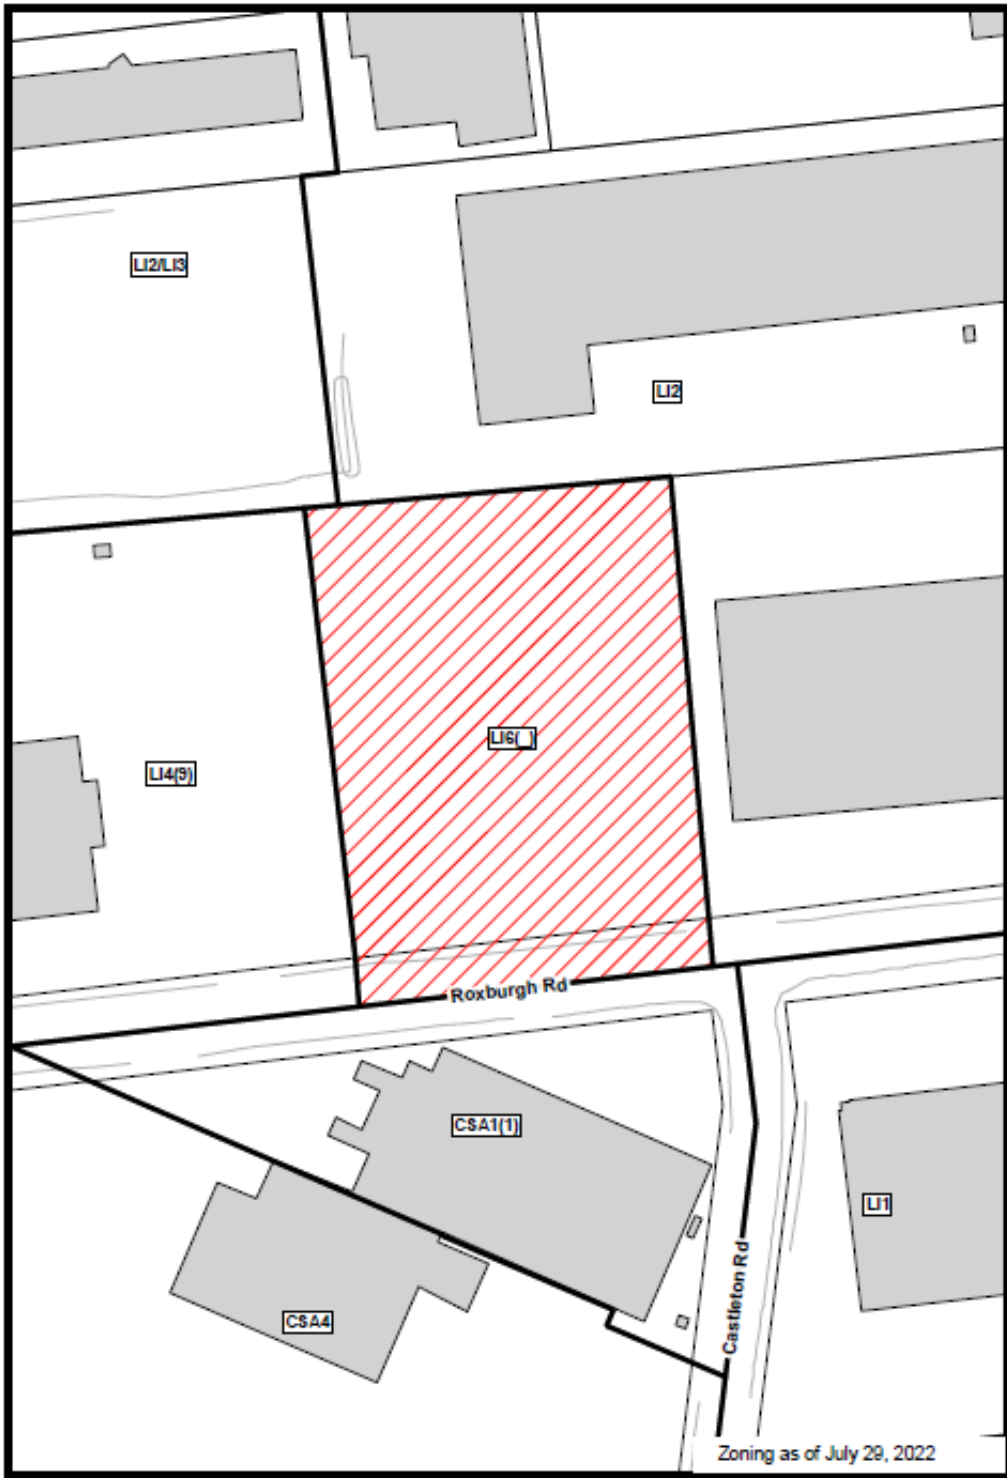 LI2/LI3
LI2
LI6(_)
LI4(9)
Roxburgh Rd
CSA1(1)
LI1
Castleton Rd
CSA4
Zoning as of July 29, 2022